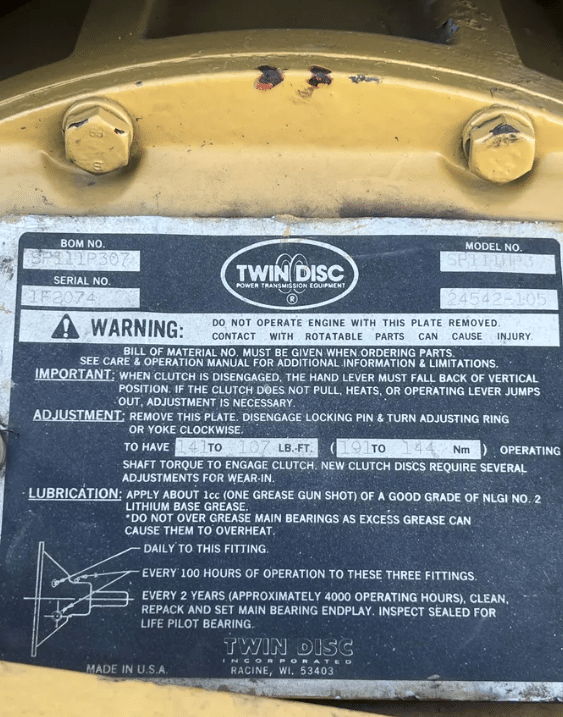 BOM NO.
SP111P307
MODEL NO.
SERIAL NO.
1F2074
24542-105
TWIN DISC
POWER TRANSMISSION EQUIPMENT
®
WARNING: DO NOT OPERATE ENGINE WITH THIS PLATE REMOVED.
CONTACT WITH ROTATABLE PARTS CAN CAUSE INJURY.
BILL OF MATERIAL NO. MUST BE GIVEN WHEN ORDERING PARTS.
SEE CARE & OPERATION MANUAL FOR ADDITIONAL INFORMATION & LIMITATIONS.
IMPORTANT: WHEN CLUTCH IS DISENGAGED, THE HAND LEVER MUST FALL BACK OF VERTICAL
POSITION. IF THE CLUTCH DOES NOT PULL, HEATS, OR OPERATING LEVER JUMPS
OUT, ADJUSTMENT IS NECESSARY.
ADJUSTMENT: REMOVE THIS PLATE. DISENGAGE LOCKING PIN & TURN ADJUSTING RING
OR YOKE CLOCKWISE.
TO HAVE 141 TO 107 LB.-FT. ( 191 TO 144 Nm ) OPERATING
SHAFT TORQUE TO ENGAGE CLUTCH. NEW CLUTCH DISCS REQUIRE SEVERAL
ADJUSTMENTS FOR WEAR-IN.
LUBRICATION: APPLY ABOUT 1cc (ONE GREASE GUN SHOT) OF A GOOD GRADE OF NLGI NO. 2
LITHIUM BASE GREASE.
*DO NOT OVER GREASE MAIN BEARINGS AS EXCESS GREASE CAN
CAUSE THEM TO OVERHEAT.
DAILY TO THIS FITTING.
EVERY 100 HOURS OF OPERATION TO THESE THREE FITTINGS.
EVERY 2 YEARS (APPROXIMATELY 4000 OPERATING HOURS), CLEAN,
REPACK AND SET MAIN BEARING ENDPLAY. INSPECT SEALED FOR
LIFE PILOT BEARING.
TWIN DISC
INCORPORATED
MADE IN U.S.A.
RACINE, WI. 53403